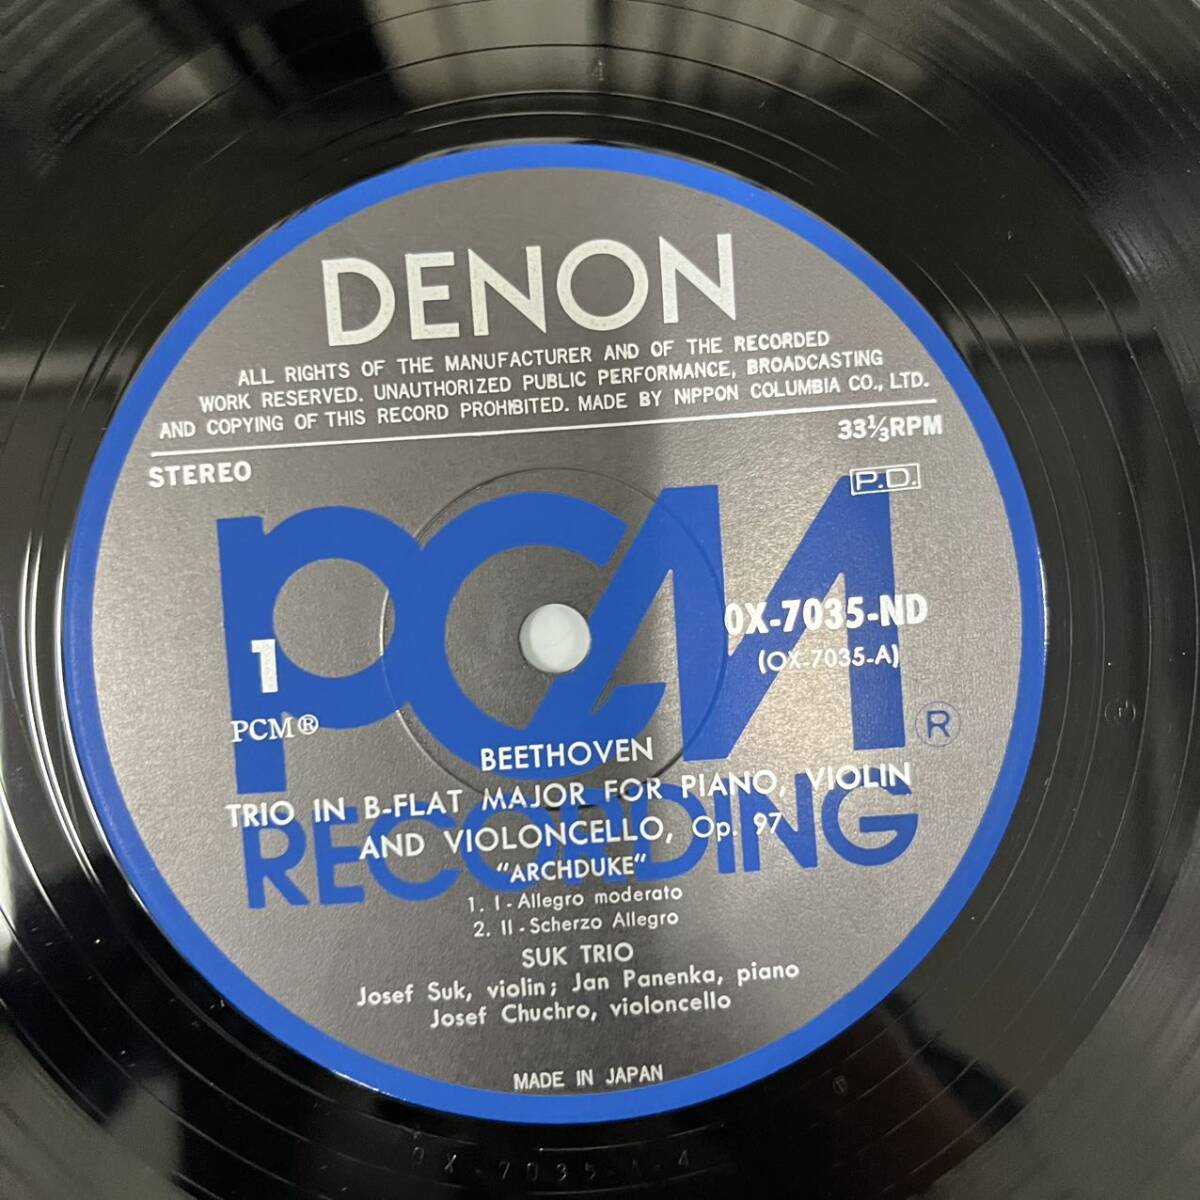 DENON
ALL RIGHTS OF THE MANUFACTURER AND OF THE RECORDED
WORK RESERVED. UNAUTHORIZED PUBLIC PERFORMANCE, BROADCASTING
AND COPYING OF THIS RECORD PROHIBITED. MADE BY NIPPON COLUMBIA CO., LTD.
STEREO
33⅓RPM
P.D.
PCM
RECORDING
®
OX-7035-ND
(OX-7035-A)
1
PCM®
BEETHOVEN
TRIO IN B-FLAT MAJOR FOR PIANO, VIOLIN
AND VIOLONCELLO, Op. 97
"ARCHDUKE"
1. I-Allegro moderato
2. II-Scherzo Allegro
SUK TRIO
Josef Suk, violin; Jan Panenka, piano
Josef Chuchro, violoncello
MADE IN JAPAN
OX-7035-A-4